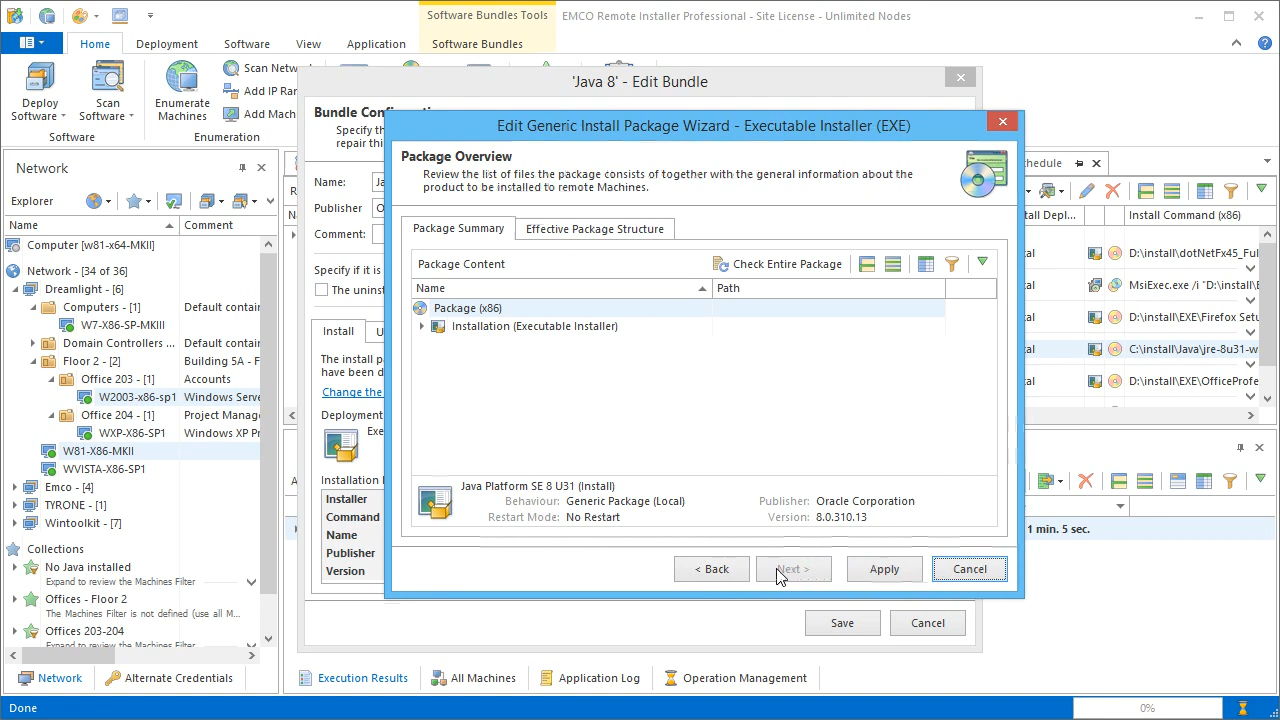 Software Bundles Tools
EMCO Remote Installer Professional - Site License - Unlimited Nodes
Home
Deployment
Software
View
Application
Software Bundles
Deploy
Software
Scan
Software
Enumerate
Machines
Scan Netw
Add IP Ran
Add Mach
Software
Enumeration
'Java 8' - Edit Bundle
Network
Explorer
Name
Comment
Computer [w81-x64-MKII]
Network - [34 of 36]
Dreamlight - [6]
Computers - [1]
Default contair
W7-X86-SP-MKIII
Domain Controllers ...
Default contair
Floor 2 - [2]
Building 5A - F
Office 203 - [1]
Accounts
W2003-x86-sp1
Windows Serve
Office 204 - [1]
Project Manag
WXP-X86-SP1
Windows XP Pr
W81-X86-MKII
WVISTA-X86-SP1
Emco - [4]
TYRONE - [1]
Wintoolkit - [7]
Collections
No Java installed
Expand to review the Machines Filter
Offices - Floor 2
The Machines Filter is not defined (use all M...
Offices 203-204
Expand to review the Machines Filter
Network
Alternate Credentials
Specify th
repair thi
Name:
Ja
Publisher
O
Comment:
Specify if it is
The uninst
Install
U
The install pa
have been d
Change the
Deployment
Exe
Installer
Command
Name
Publisher
Version
Save
Cancel
Edit Generic Install Package Wizard - Executable Installer (EXE)
Package Overview
Review the list of files the package consists of together with the general information about the
product to be installed to remote Machines.
Package Summary
Effective Package Structure
Package Content
Check Entire Package
Name
Path
Package (x86)
Installation (Executable Installer)
Java Platform SE 8 U31 (Install)
Behaviour: Generic Package (Local)
Publisher: Oracle Corporation
Restart Mode: No Restart
Version: 8.0.310.13
< Back
Next >
Apply
Cancel
chedule
tall Depl...
Install Command (x86)
D:\install\dotNetFx45_Ful
MsiExec.exe /i "D:\install\E
D:\install\EXE\Firefox Setu
C:\install\Java\jre-8u31-w
D:\install\EXE\OfficeProfe
1 min. 5 sec.
Execution Results
All Machines
Application Log
Operation Management
Done
0%